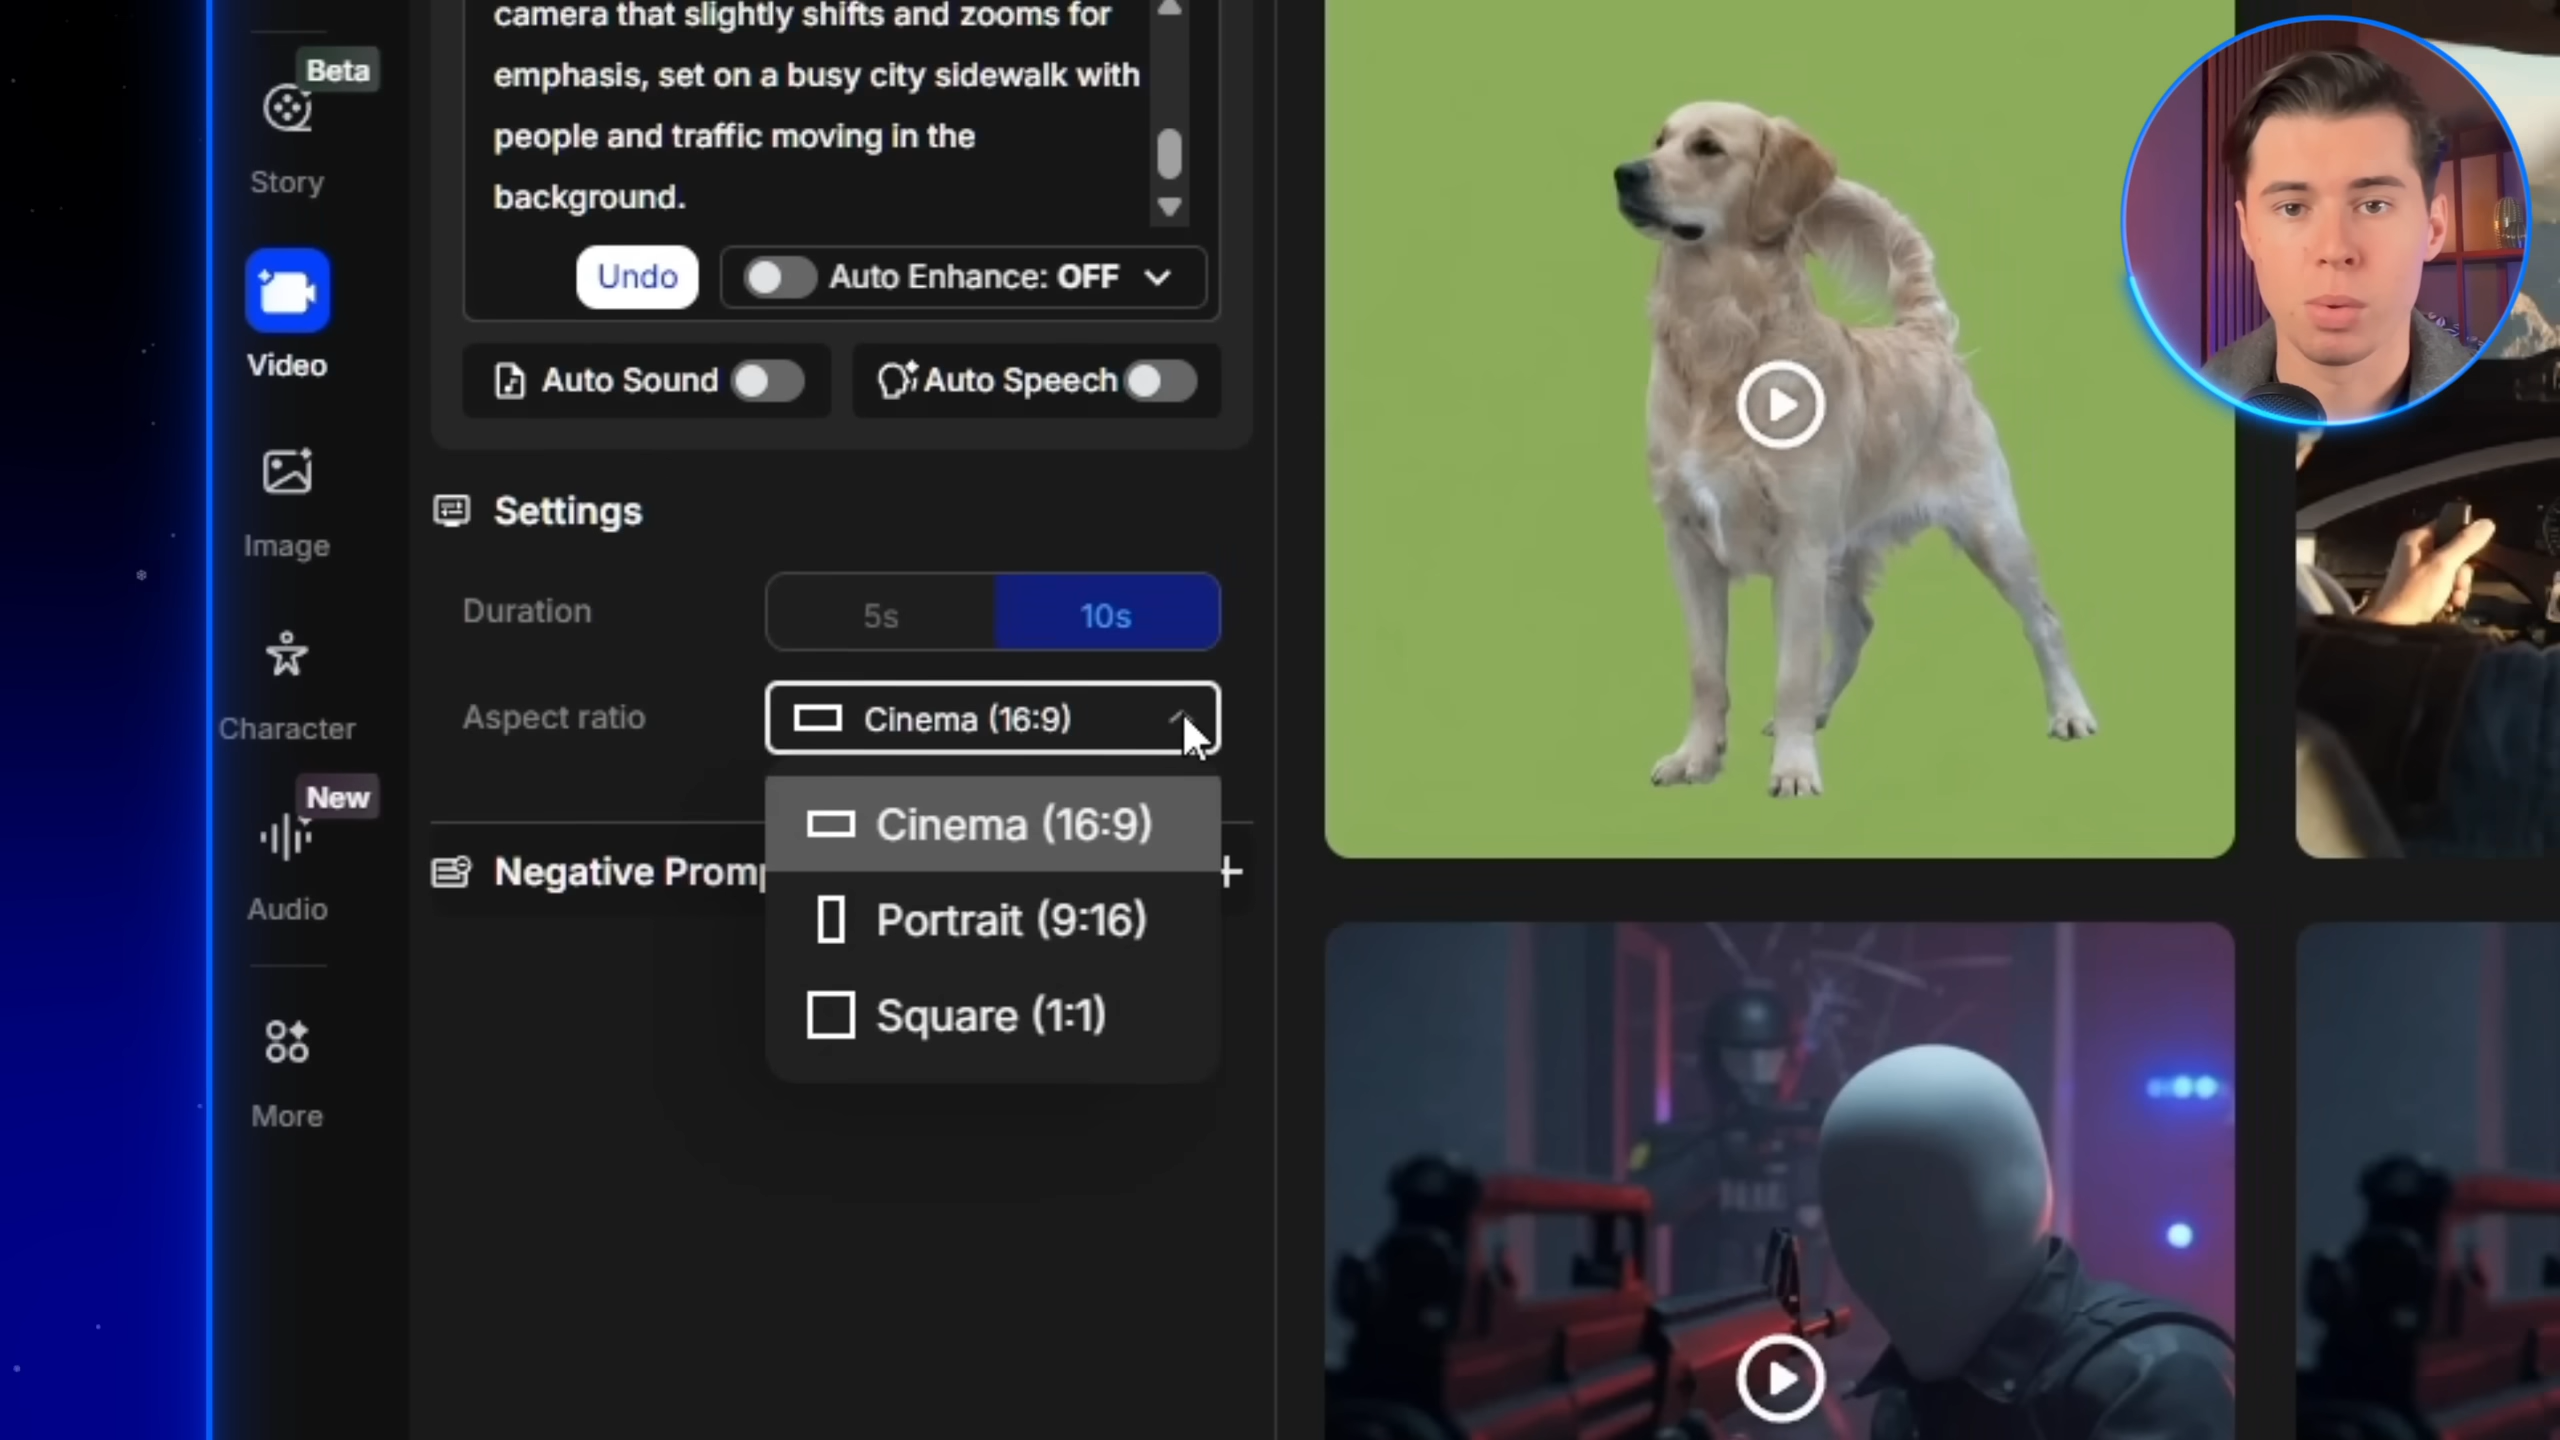 camera that slightly shifts and zooms for
emphasis, set on a busy city sidewalk with
people and traffic moving in the
background.
Undo
Auto Enhance: OFF
Auto Sound
Auto Speech
Settings
Duration
5s
10s
Aspect ratio
Cinema (16:9)
Cinema (16:9)
Portrait (9:16)
Square (1:1)
Negative Promp
Beta
Story
Video
Image
Character
New
Audio
More